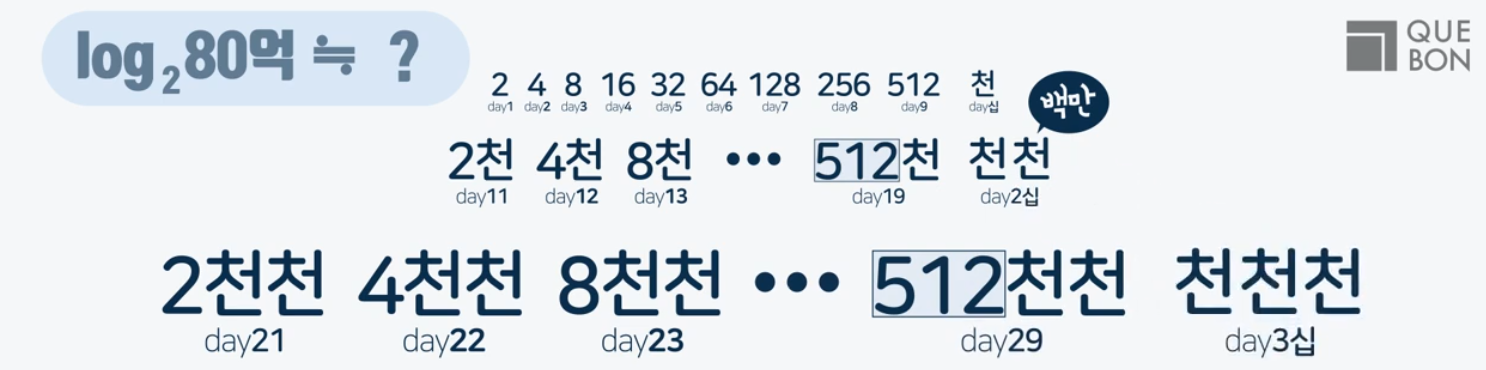 log₂80억 ≒ ?
QUE
BON
2 4 8 16 32 64 128 256 512 천
day1 day2 day3 day4 day5 day6 day7 day8 day9 day십
백만
2천 4천 8천 ••• 512천 천천
day11 day12 day13 day19 day2십
2천천 4천천 8천천 ••• 512천천 천천천
day21 day22 day23 day29 day3십